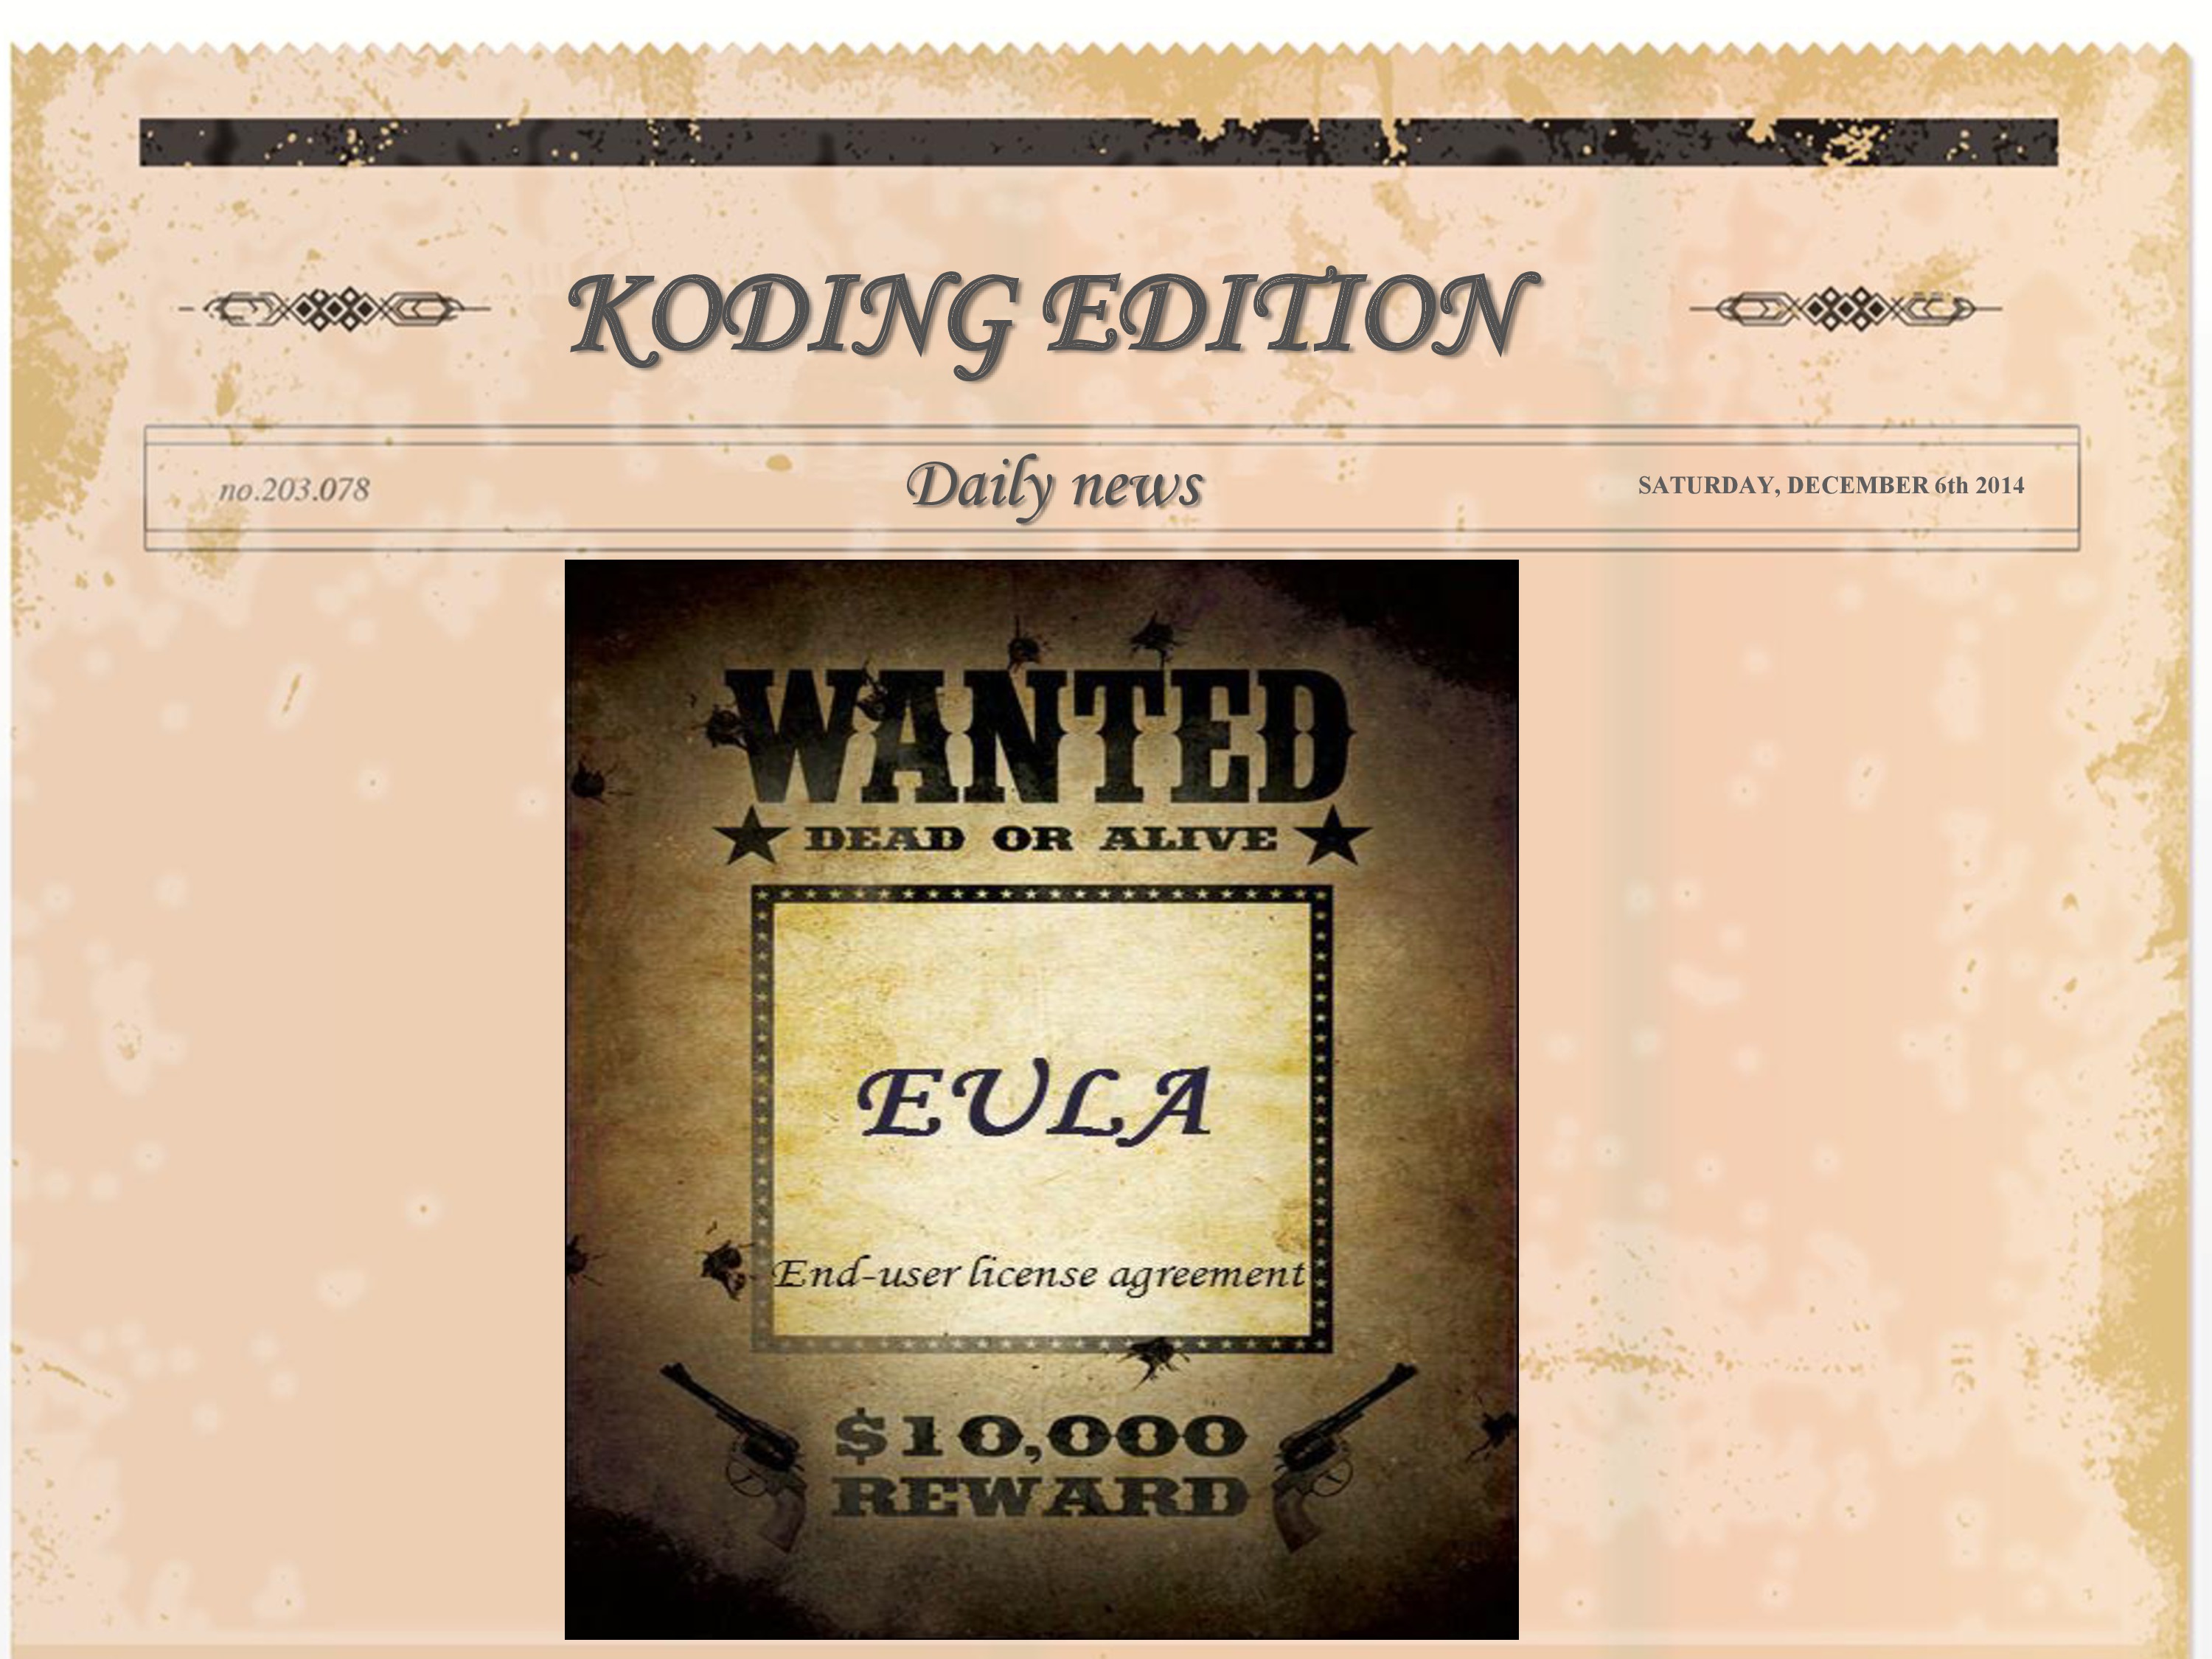 KODING EDITION
no.203.078
Daily news
SATURDAY, DECEMBER 6th 2014
WANTED
DEAD OR ALIVE
EULA
End-user license agreement
$10,000
REWARD